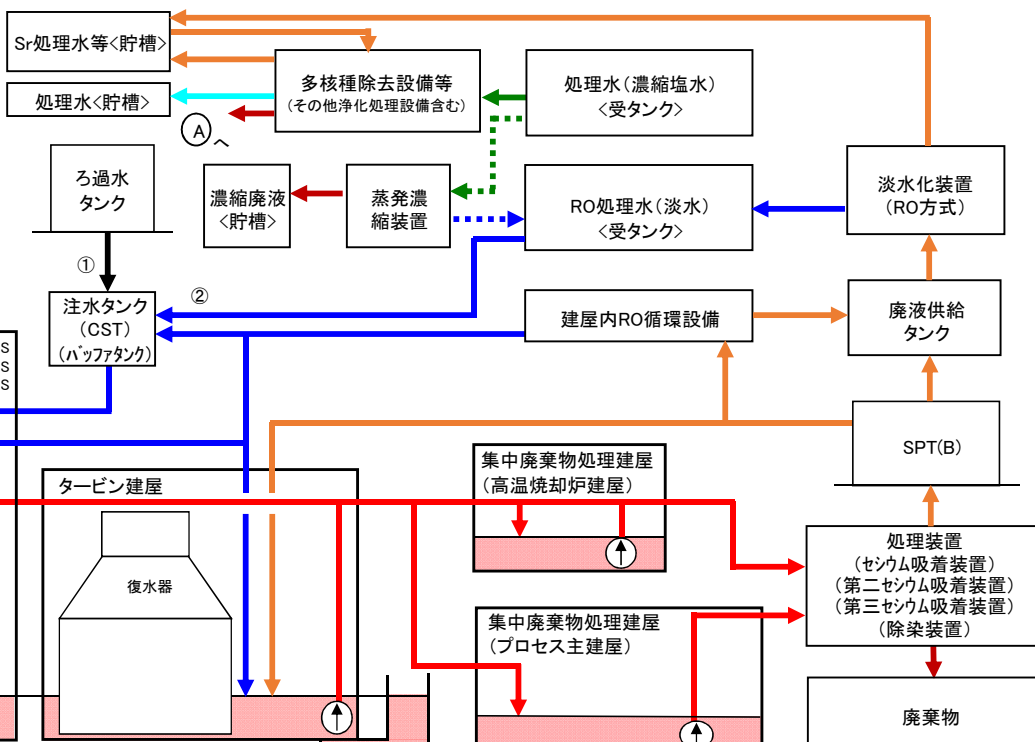 Sr処理水等<貯槽>
処理水<貯槽>
多核種除去設備等
(その他浄化処理設備含む)
処理水(濃縮塩水)
<受タンク>
Aへ
ろ過水
タンク
濃縮廃液
<貯槽>
蒸発濃
縮装置
RO処理水(淡水)
<受タンク>
淡水化装置
(RO方式)
①
②
注水タンク
(CST)
(バッファタンク)
建屋内RO循環設備
廃液供給
タンク
S
S
S
SPT(B)
タービン建屋
復水器
集中廃棄物処理建屋
(高温焼却炉建屋)
集中廃棄物処理建屋
(プロセス主建屋)
処理装置
(セシウム吸着装置)
(第二セシウム吸着装置)
(第三セシウム吸着装置)
(除染装置)
廃棄物